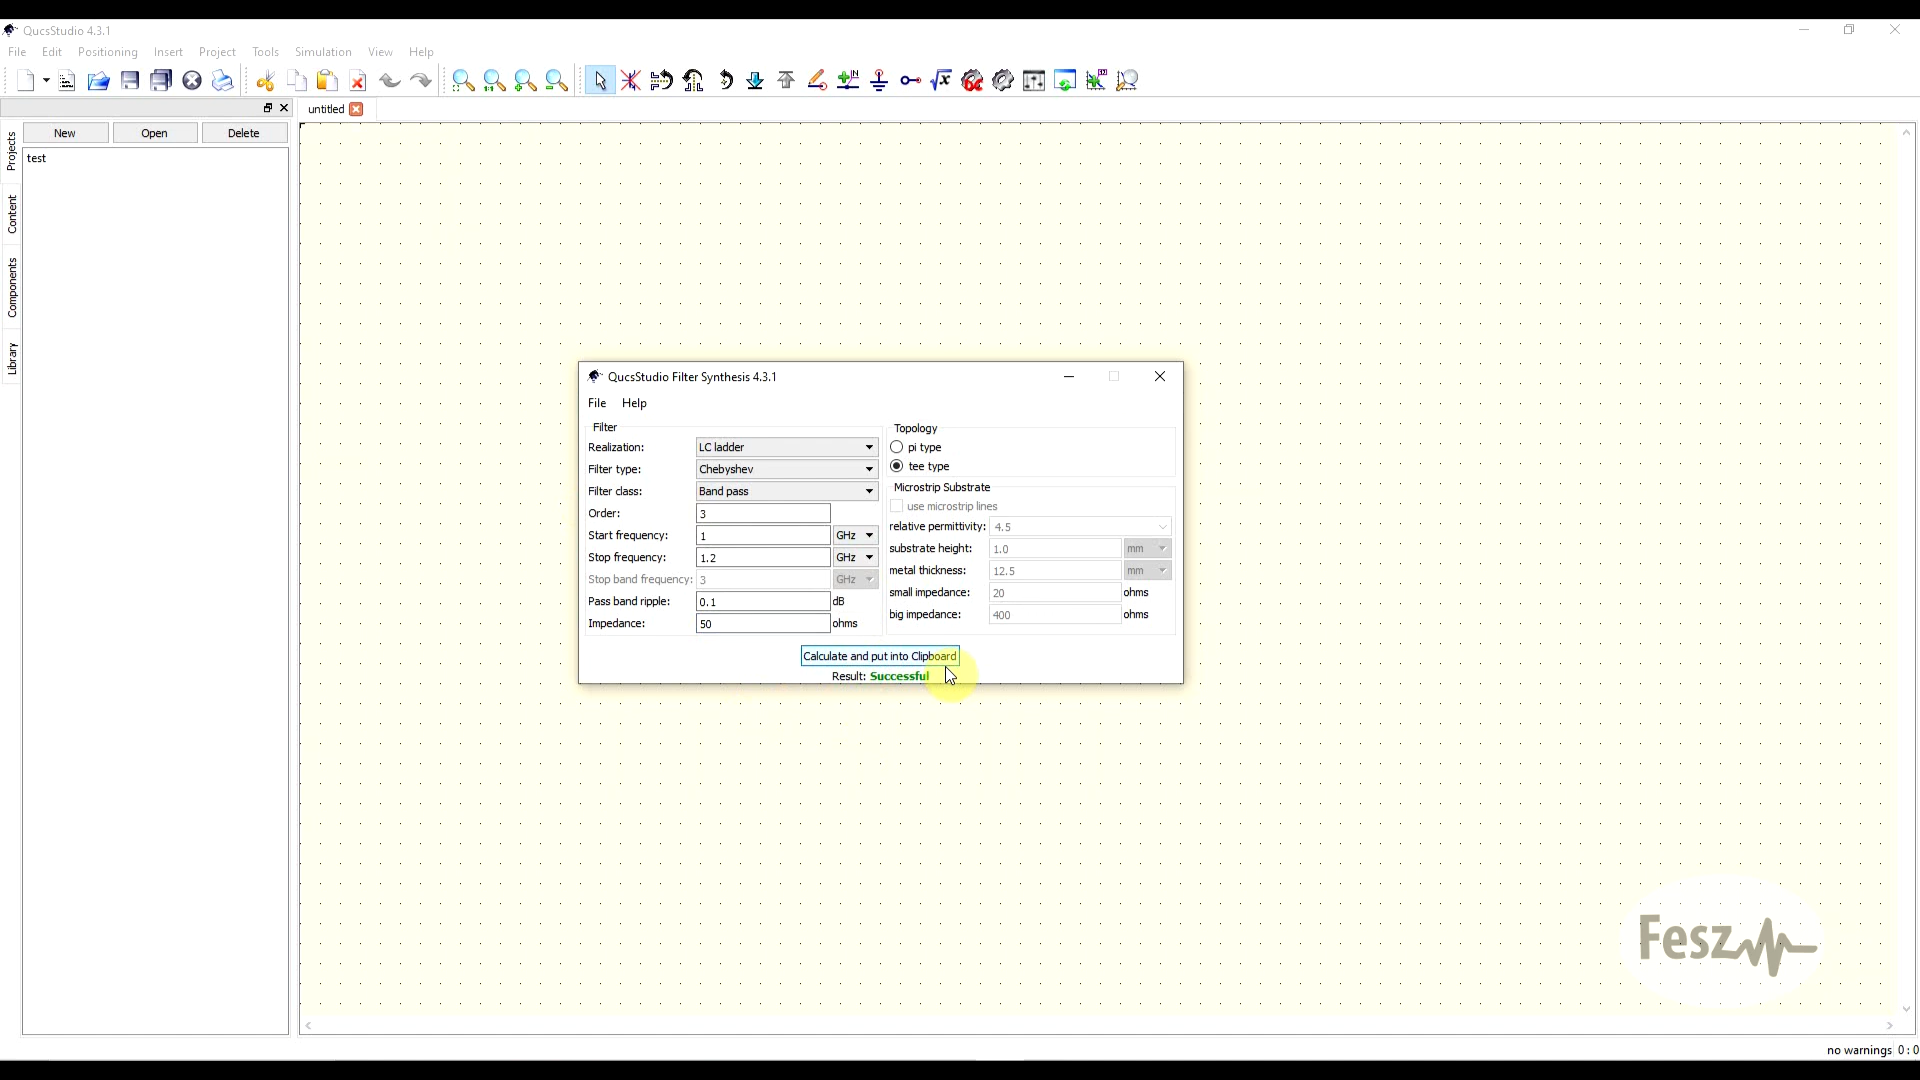 QucsStudio 4.3.1
File Edit Positioning Insert Project Tools Simulation View Help
untitled
New Open Delete
test
Projects
Content
Components
Library
QucsStudio Filter Synthesis 4.3.1
File Help
Filter
Realization: LC ladder
Filter type: Chebyshev
Filter class: Band pass
Order: 3
Start frequency: 1 GHz
Stop frequency: 1.2 GHz
Stop band frequency: 3 GHz
Pass band ripple: 0.1 dB
Impedance: 50 ohms
Topology
pi type
tee type
Microstrip Substrate
use microstrip lines
relative permittivity: 4.5
substrate height: 1.0 mm
metal thickness: 12.5 mm
small impedance: 20 ohms
big impedance: 400 ohms
Calculate and put into Clipboard
Result: Successful
Fesz
no warnings 0 : 0